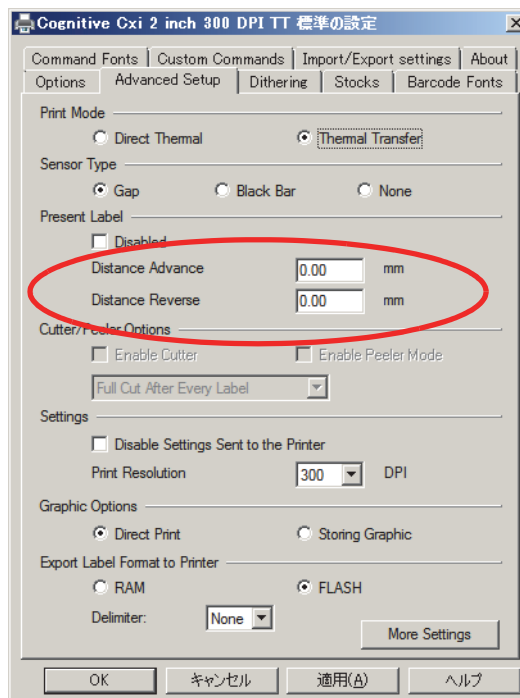 Cognitive Cxi 2 inch 300 DPI TT 標準の設定
Command Fonts Custom Commands Import/Export settings About
Options Advanced Setup Dithering Stocks Barcode Fonts
Print Mode
Direct Thermal Thermal Transfer
Sensor Type
Gap Black Bar None
Present Label
Disabled
Distance Advance 0.00 mm
Distance Reverse 0.00 mm
Cutter/Peeler Options
Enable Cutter Enable Peeler Mode
Full Cut After Every Label
Settings
Disable Settings Sent to the Printer
Print Resolution 300 DPI
Graphic Options
Direct Print Storing Graphic
Export Label Format to Printer
RAM FLASH
Delimiter: None
More Settings
OK キャンセル 適用(A) ヘルプ